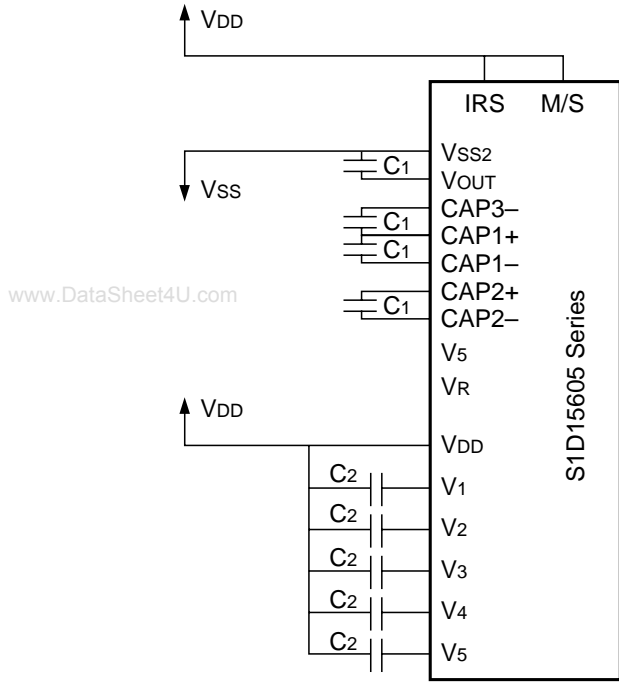 VDD
IRS M/S
VSS2
C1
VOUT
VSS
CAP3–
C1
CAP1+
C1
CAP1–
www.DataSheet4U.com
CAP2+
C1
CAP2–
V5
VR
S1D15605 Series
VDD
VDD
C2
V1
C2
V2
C2
V3
C2
V4
C2
V5